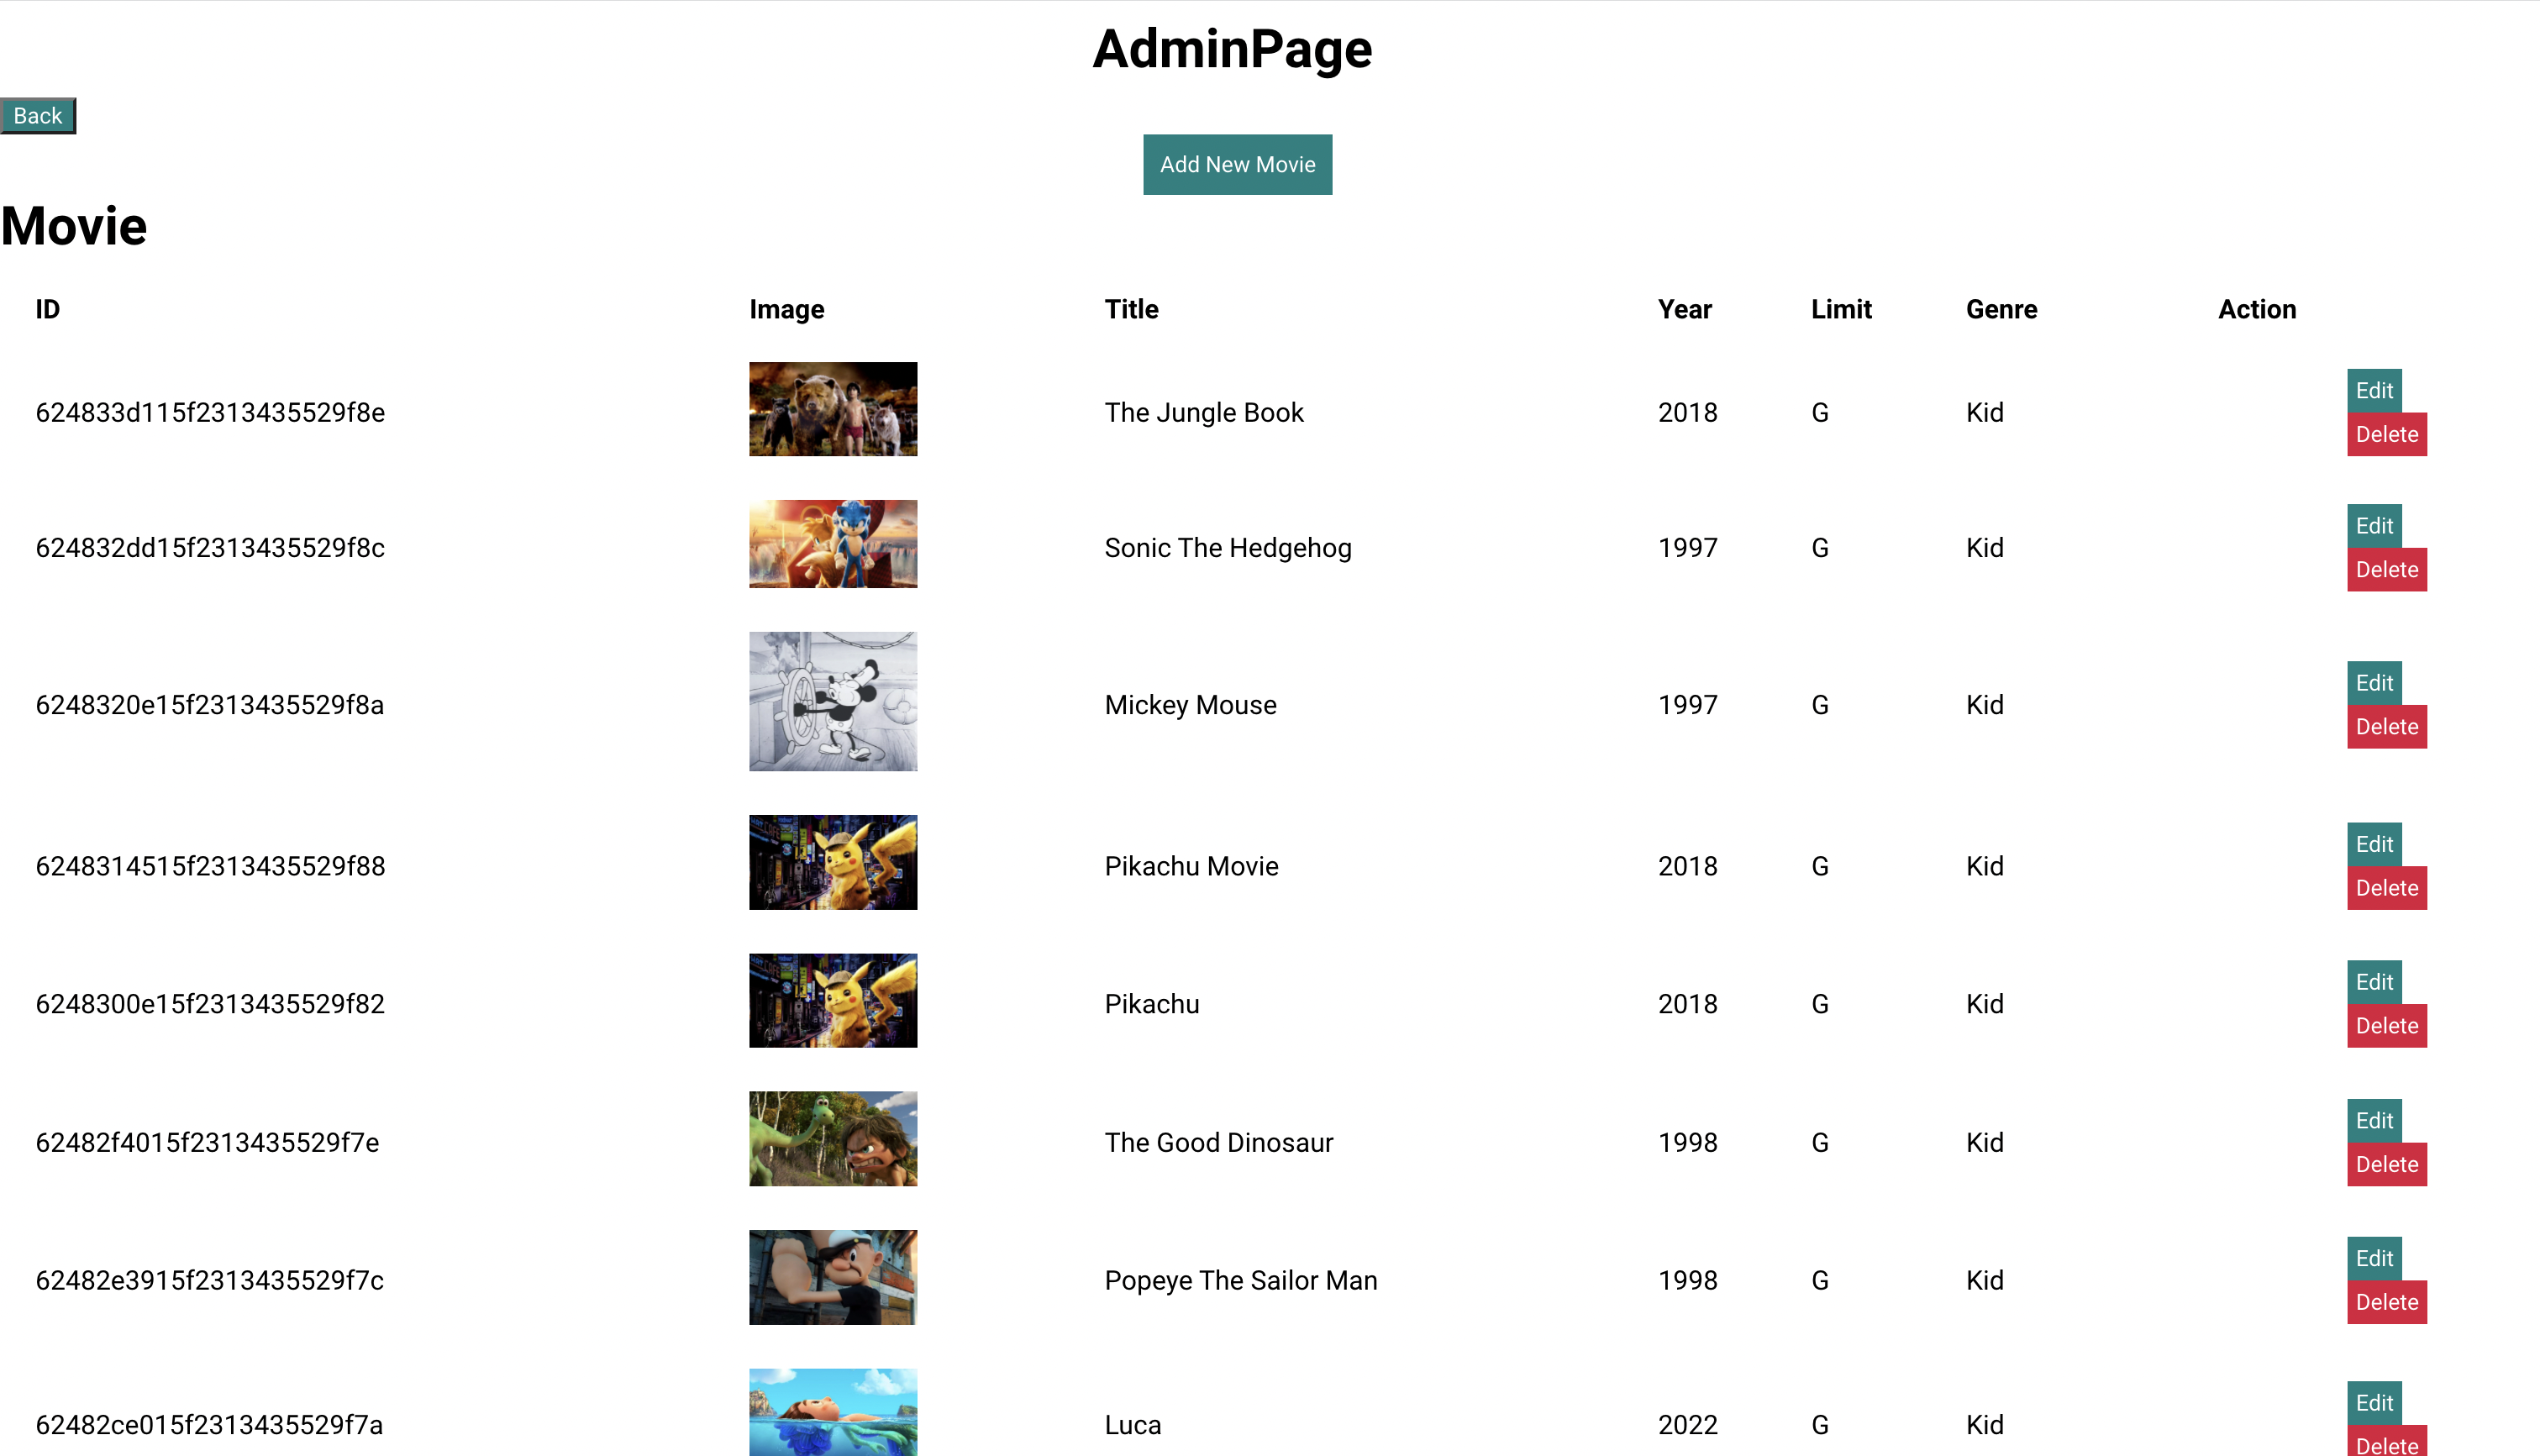 AdminPage
Back
Add New Movie
Movie
ID Image Title Year Limit Genre Action
624833d115f2313435529f8e The Jungle Book 2018 G Kid Edit
Delete
624832dd15f2313435529f8c Sonic The Hedgehog 1997 G Kid Edit
Delete
6248320e15f2313435529f8a Mickey Mouse 1997 G Kid Edit
Delete
6248314515f2313435529f88 Pikachu Movie 2018 G Kid Edit
Delete
6248300e15f2313435529f82 Pikachu 2018 G Kid Edit
Delete
62482f4015f2313435529f7e The Good Dinosaur 1998 G Kid Edit
Delete
62482e3915f2313435529f7c Popeye The Sailor Man 1998 G Kid Edit
Delete
62482ce015f2313435529f7a Luca 2022 G Kid Edit
Delete